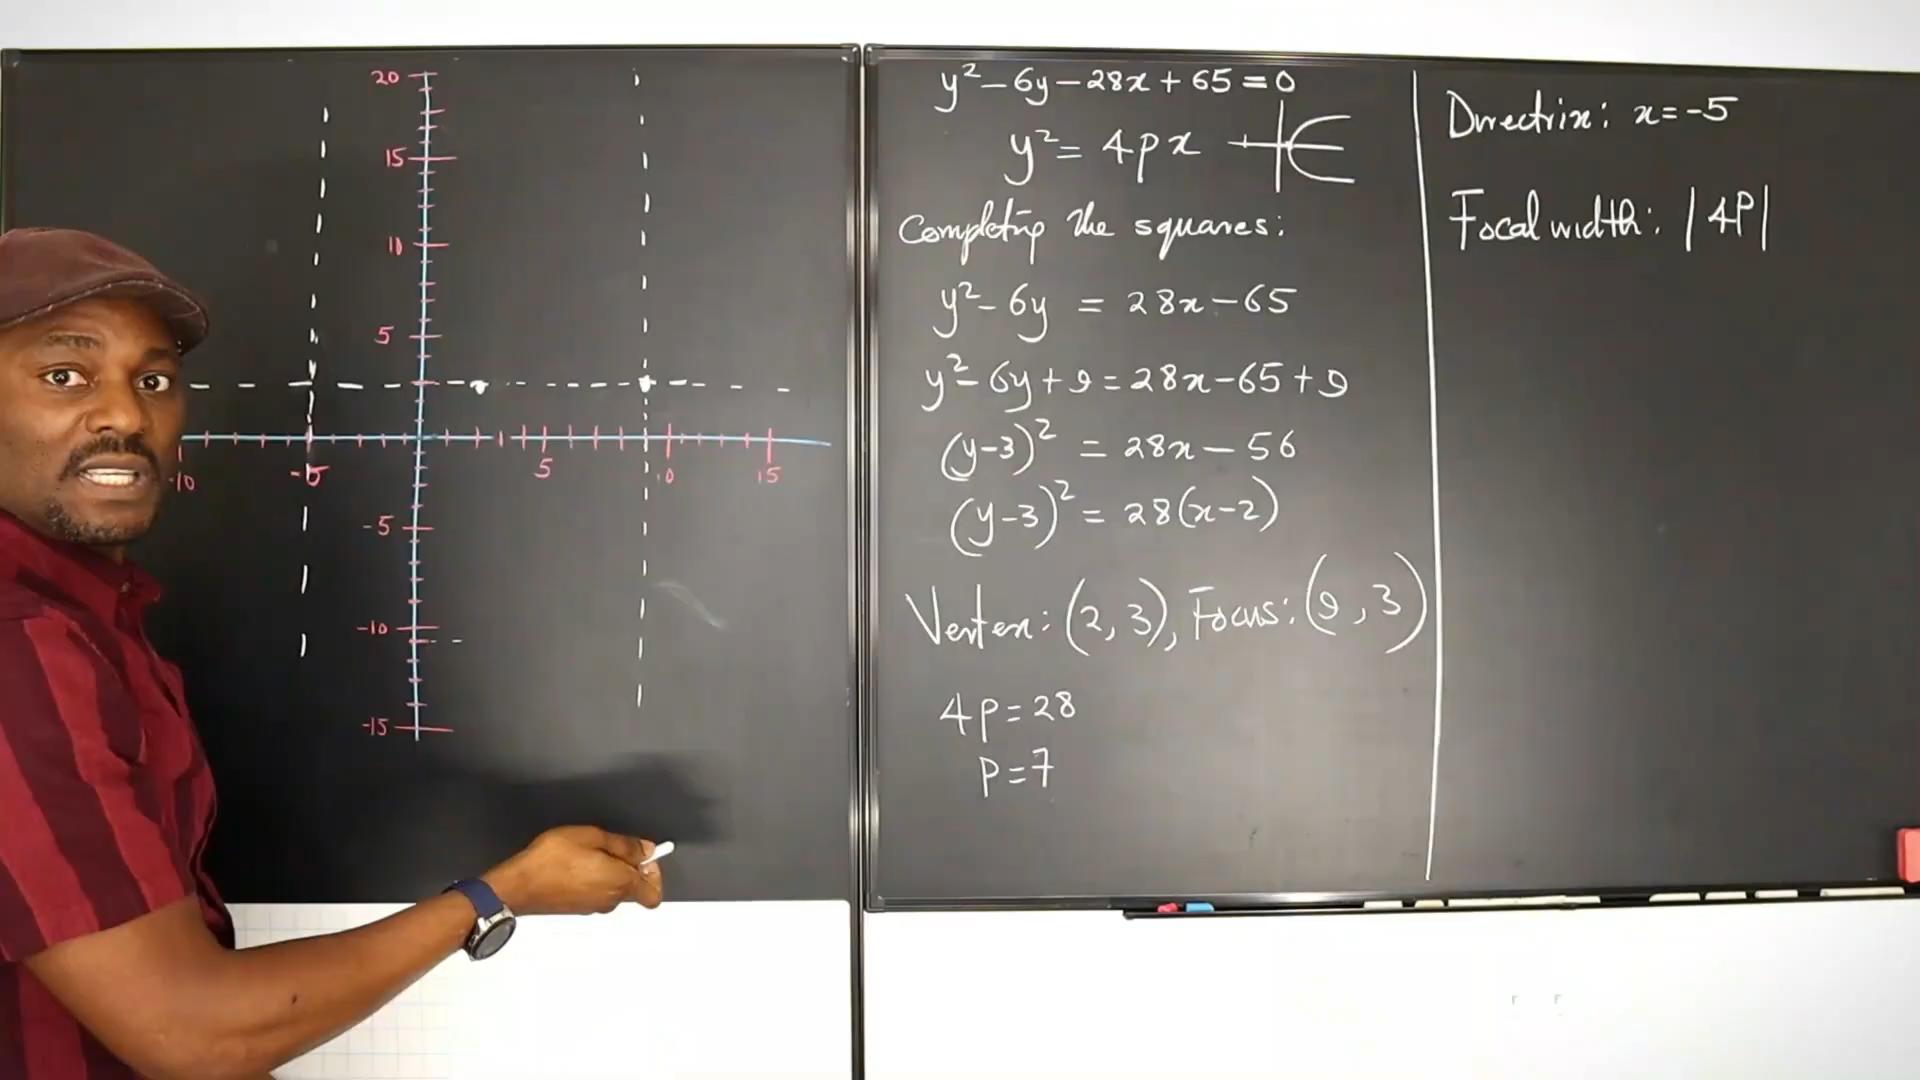 20
15
10
5
-10 -5 5 10 15
-5
-10
-15
y² - 6y - 28x + 65 = 0
y² = 4px
Completing the squares:
y² - 6y = 28x - 65
y² - 6y + 9 = 28x - 65 + 9
(y-3)² = 28x - 56
(y-3)² = 28(x-2)
Vertex: (2, 3), Focus: (9, 3)
4p = 28
p = 7
Directrix: x = -5
Focal width: |4P|